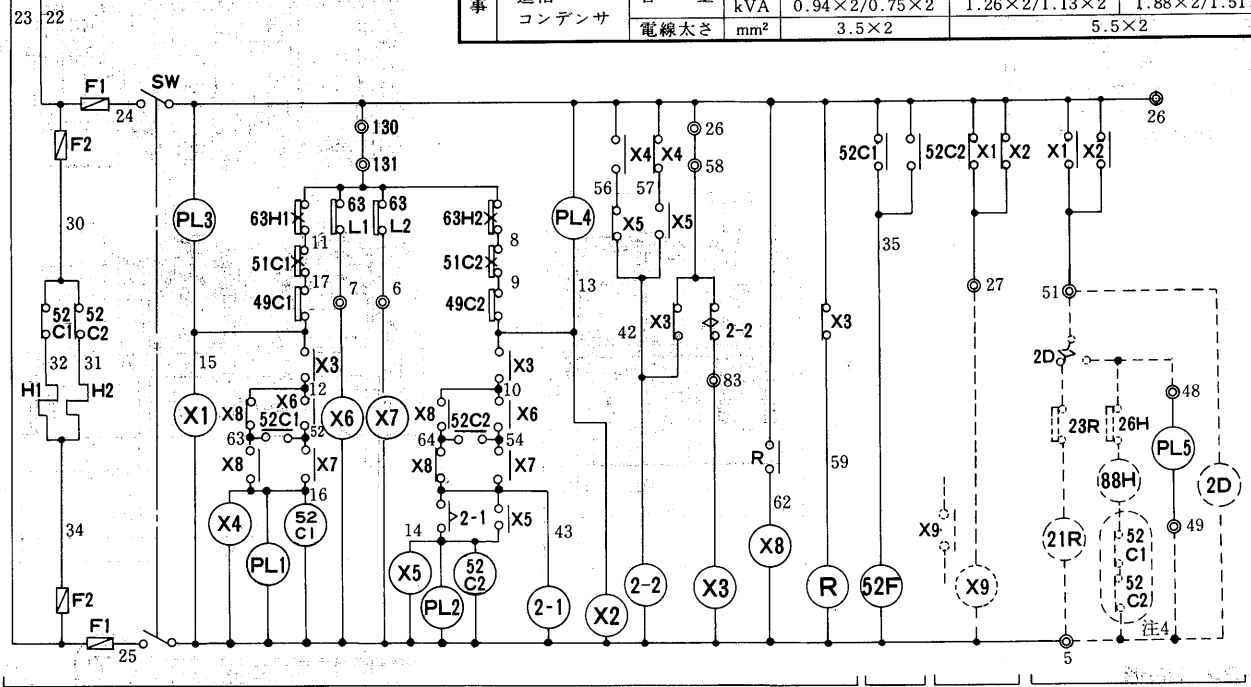 事
進相
コンデンサ
kVA 0.94×2/0.75×2 1.26×2/1.13×2 1.88×2/1.51
電線太さ mm² 3.5×2 5.5×2
23 22
F1 SW
24
26
F2
130
131
X4 X4
26
58
52C1 52C2 X1 X2 X1 X2
56 57
30
PL3
63H1
63 L1
63 L2
63H2
PL4
X5 X5
11
8
35
51C1
51C2
17
9
7
6
13
27
51
49C1
49C2
52 C1
52 C2
42
X3
2-2
X3
2D
32 31
15
X3
X3
12
10
83
48
H1 H2
X1
X8
X6
52C1
X6
X7
X8
52C2
X6
23R
26H
63
52
64
54
PL5
X8
X7
X8
X7
R
59
88H
2D
16
62
34
X4
52 C1
14
2-1
X5
43
X9
49
PL1
X5
52 C2
X8
21R
52 C1
52 C2
F2
PL2
2-1
X2
2-2
X3
R
52F
X9
F1
25
5
注4